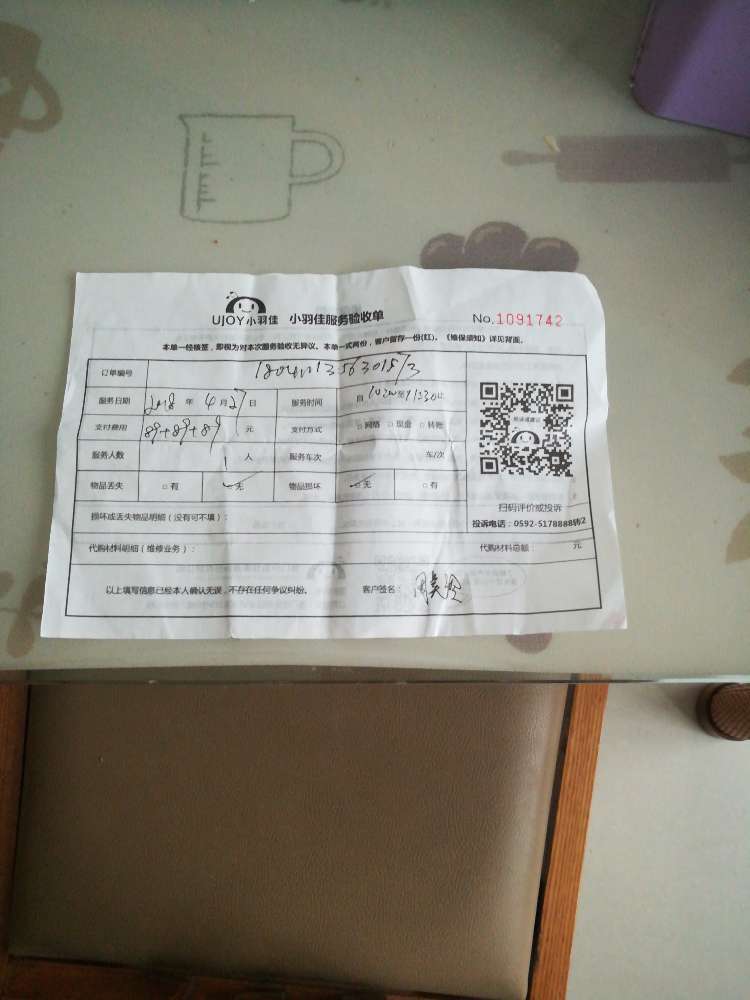 UJOY小羽佳 小羽佳服务验收单 No.1091742
本单一经核签，即视为对本次服务验收无异议。本单一式两份，客户留存一份(红)。《维保须知》详见背面。
订单编号
服务日期 2018 年 4 月 27 日 服务时间
支付费用 89+89+89 元 支付方式 □网络 □现金 □转账
服务人数 1 人 服务车次 车/次
物品丢失 □有 □无 物品损坏 □无 □有
扫码评价或投诉
损坏或丢失物品明细（没有可不填）：
投诉电话：0592-5178888转2
代购材料明细（维修业务）： 代购材料总额： 元
以上填写信息已经本人确认无误，不存在任何争议纠纷。 客户签名：